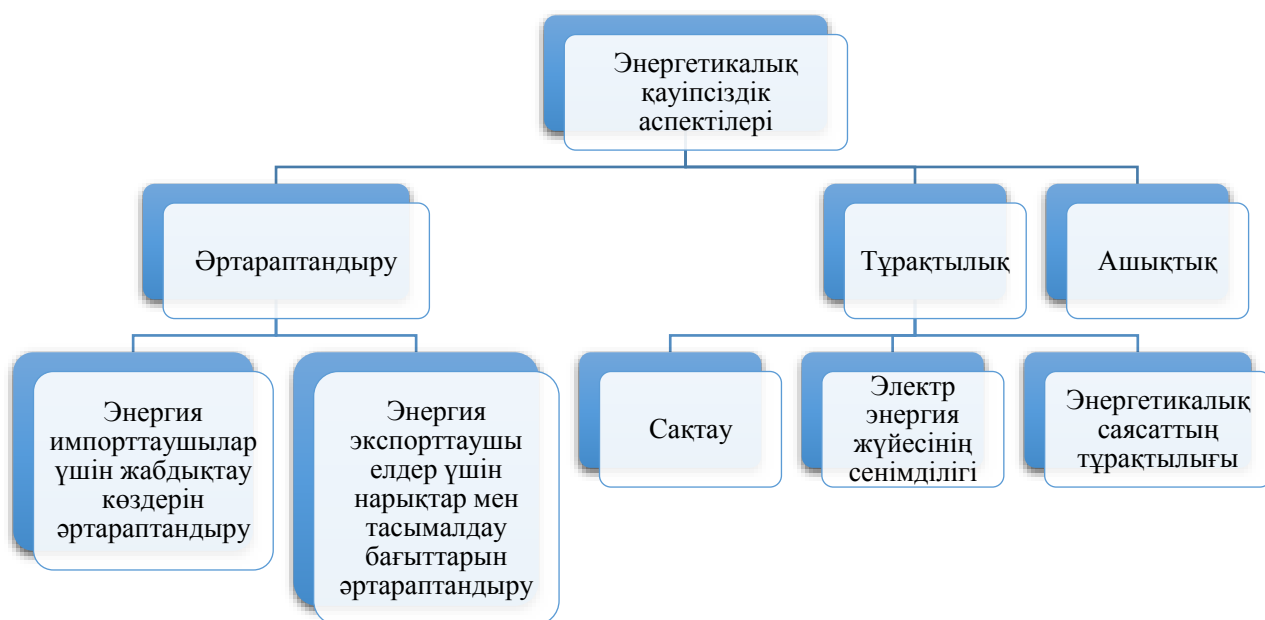 Энергетикалық
қауіпсіздік
аспектілері
Әртараптандыру
Тұрақтылық
Ашықтық
Энергия
импорттаушылар
үшін жабдықтау
көздерін
әртараптандыру
Энергия
экспорттаушы
елдер үшін
нарықтар мен
тасымалдау
бағыттарын
әртараптандыру
Сақтау
Электр
энергия
жүйесінің
сенімділігі
Энергетикалық
саясаттың
тұрақтылығы